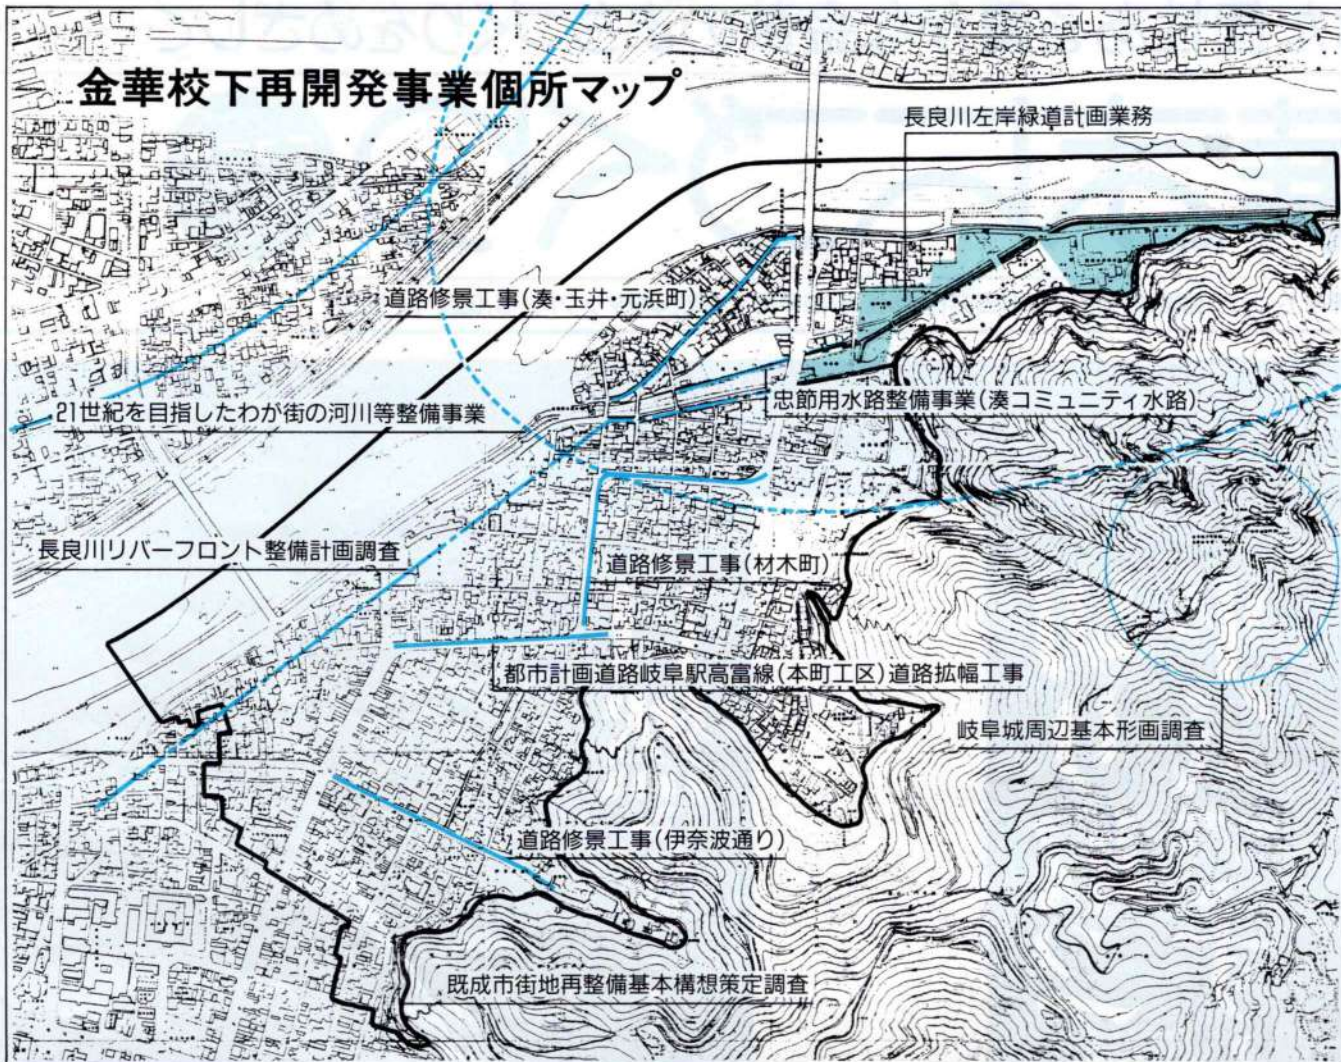 金華校下再開発事業個所マップ
長良川左岸緑道計画業務
道路修景工事(湊・玉井・元浜町)
21世紀を目指したわが街の河川等整備事業
忠節用水路整備事業(湊コミュニティ水路)
長良川リバーフロント整備計画調査
道路修景工事(材木町)
都市計画道路岐阜駅高富線(本町工区)道路拡幅工事
岐阜城周辺基本形画調査
道路修景工事(伊奈波通り)
既成市街地再整備基本構想策定調査